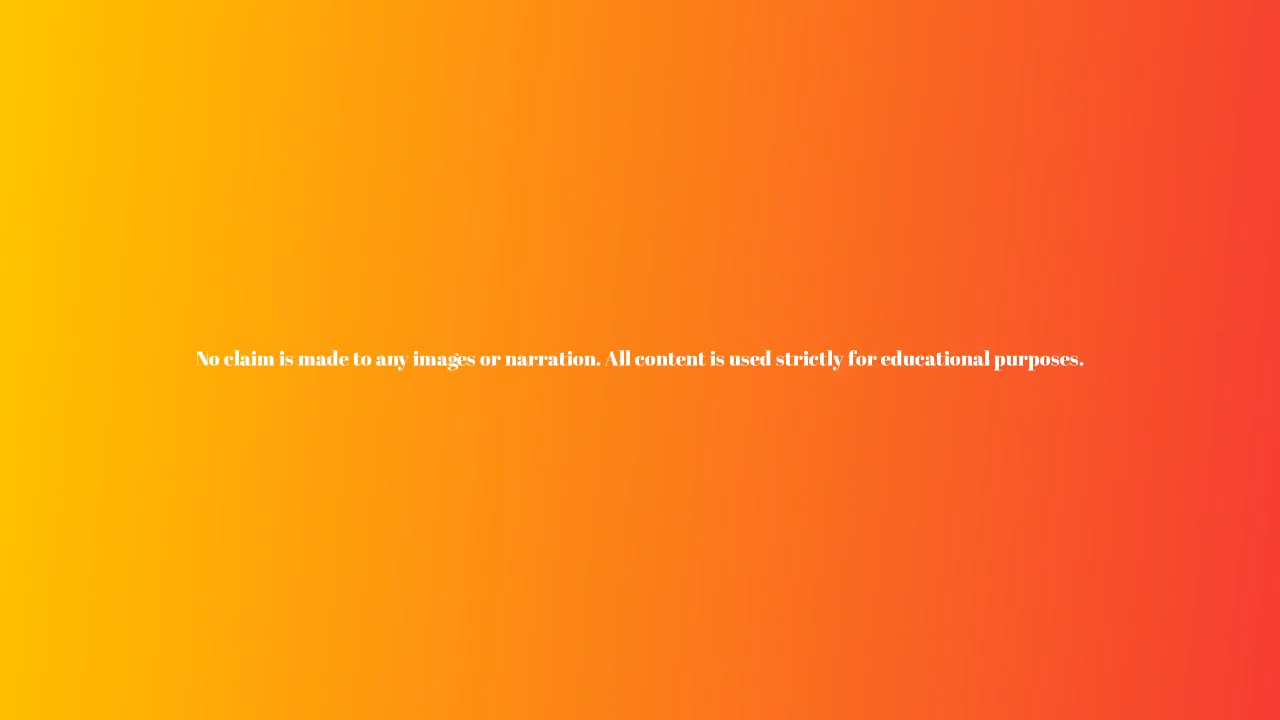 No claim is made to any images or narration. All content is used strictly for educational purposes.